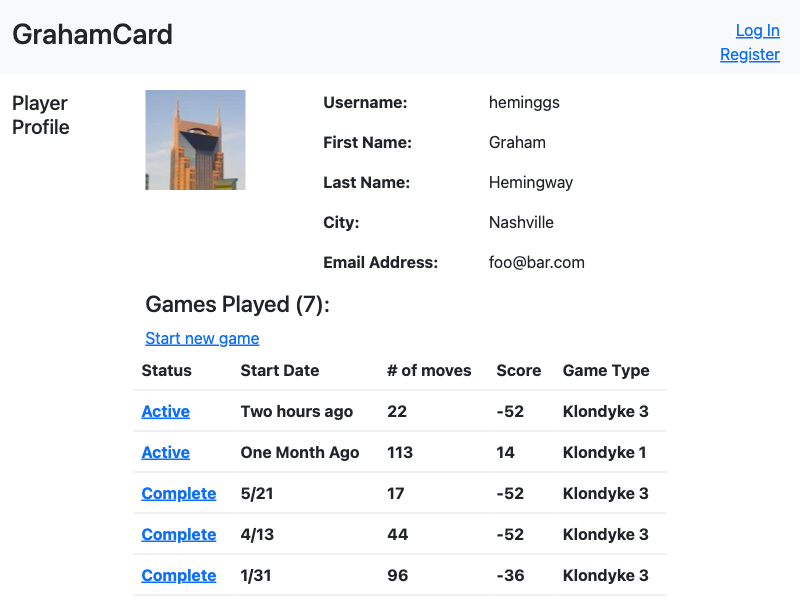 GrahamCard
Log In
Register
Player
Profile
Username: heminggs
First Name: Graham
Last Name: Hemingway
City: Nashville
Email Address: foo@bar.com
Games Played (7):
Start new game
Status Start Date # of moves Score Game Type
Active Two hours ago 22 -52 Klondyke 3
Active One Month Ago 113 14 Klondyke 1
Complete 5/21 17 -52 Klondyke 3
Complete 4/13 44 -52 Klondyke 3
Complete 1/31 96 -36 Klondyke 3